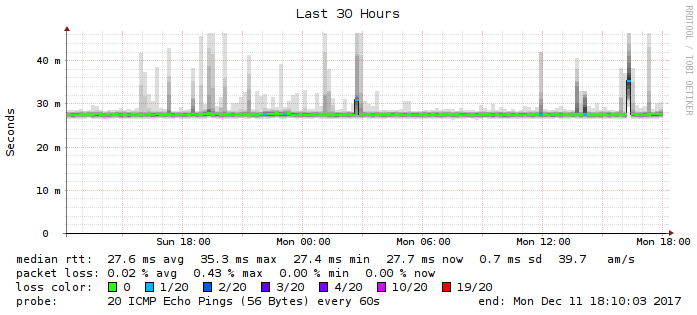 Last 30 Hours
RRDTOOL / TOBI OETIKER
Seconds
40 m
30 m
20 m
10 m
0
Sun 18:00 Mon 00:00 Mon 06:00 Mon 12:00 Mon 18:00
median rtt: 27.6 ms avg 35.3 ms max 27.4 ms min 27.7 ms now 0.7 ms sd 39.7 am/s
packet loss: 0.02 % avg 0.43 % max 0.00 % min 0.00 % now
loss color: 0 1/20 2/20 3/20 4/20 10/20 19/20
probe: 20 ICMP Echo Pings (56 Bytes) every 60s end: Mon Dec 11 18:10:03 2017